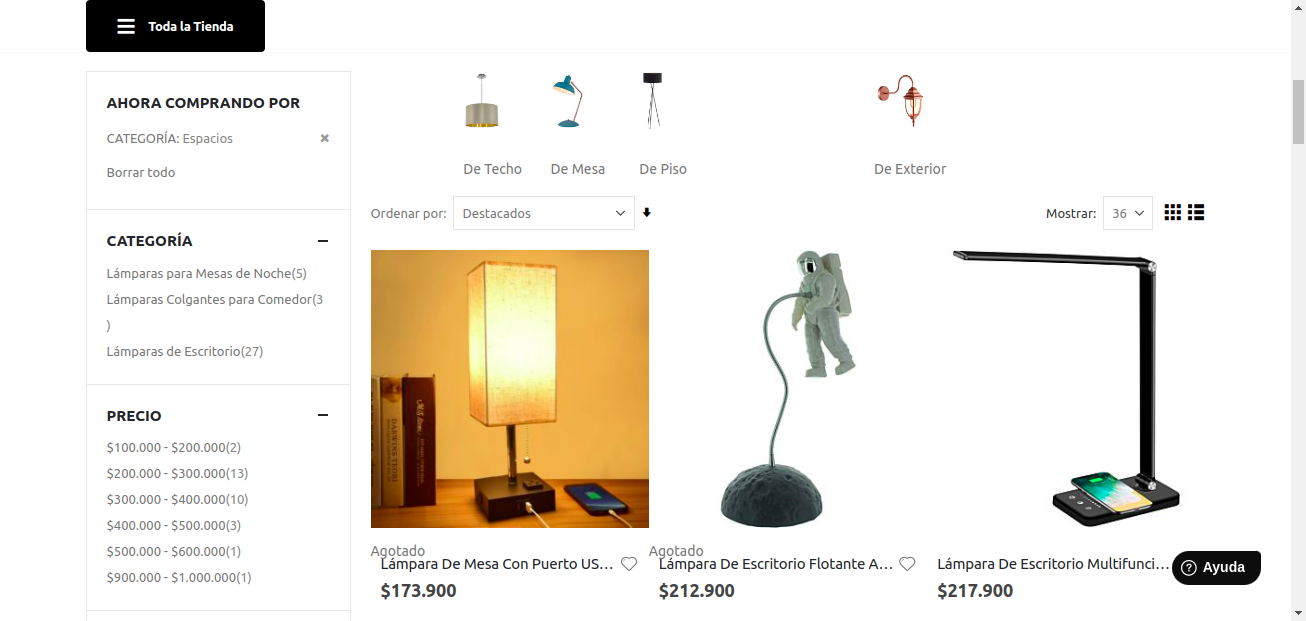 Toda la Tienda
AHORA COMPRANDO POR
CATEGORÍA: Espacios
Borrar todo
CATEGORÍA
Lámparas para Mesas de Noche(5)
Lámparas Colgantes para Comedor(3
)
Lámparas de Escritorio(27)
PRECIO
$100.000 - $200.000(2)
$200.000 - $300.000(13)
$300.000 - $400.000(10)
$400.000 - $500.000(3)
$500.000 - $600.000(1)
$900.000 - $1.000.000(1)
De Techo
De Mesa
De Piso
De Exterior
Ordenar por:
Destacados
Mostrar:
36
Agotado
Lámpara De Mesa Con Puerto US...
$173.900
Agotado
Lámpara De Escritorio Flotante A...
$212.900
Lámpara De Escritorio Multifunci...
$217.900
Ayuda